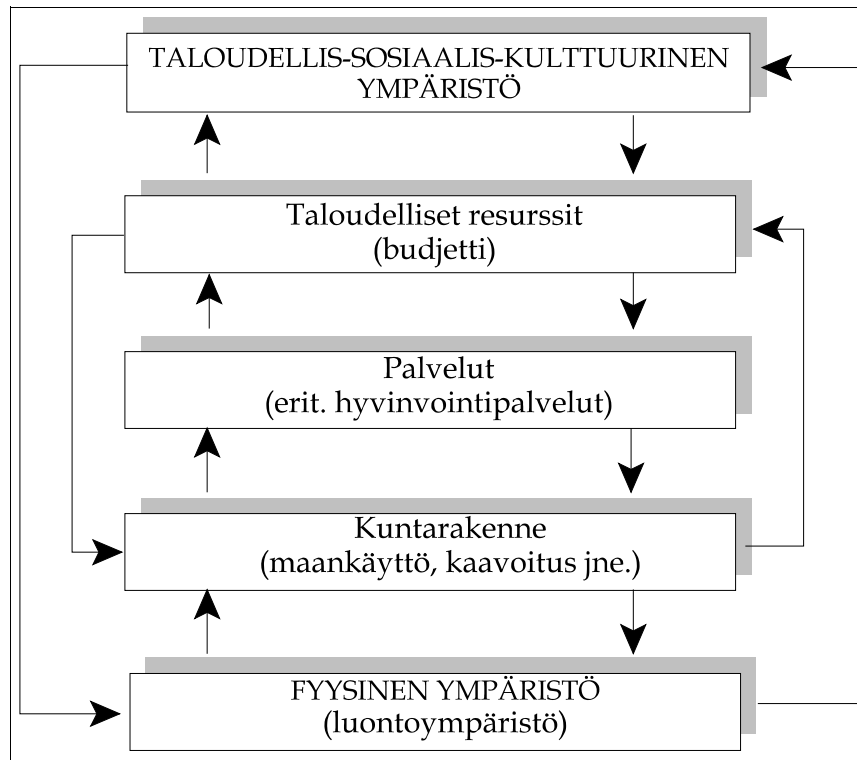 TALOUDELLIS-SOSIAALIS-KULTTUURINEN
YMPÄRISTÖ
Taloudelliset resurssit
(budjetti)
Palvelut
(erit. hyvinvointipalvelut)
Kuntarakenne
(maankäyttö, kaavoitus jne.)
FYYSINEN YMPÄRISTÖ
(luontoympäristö)